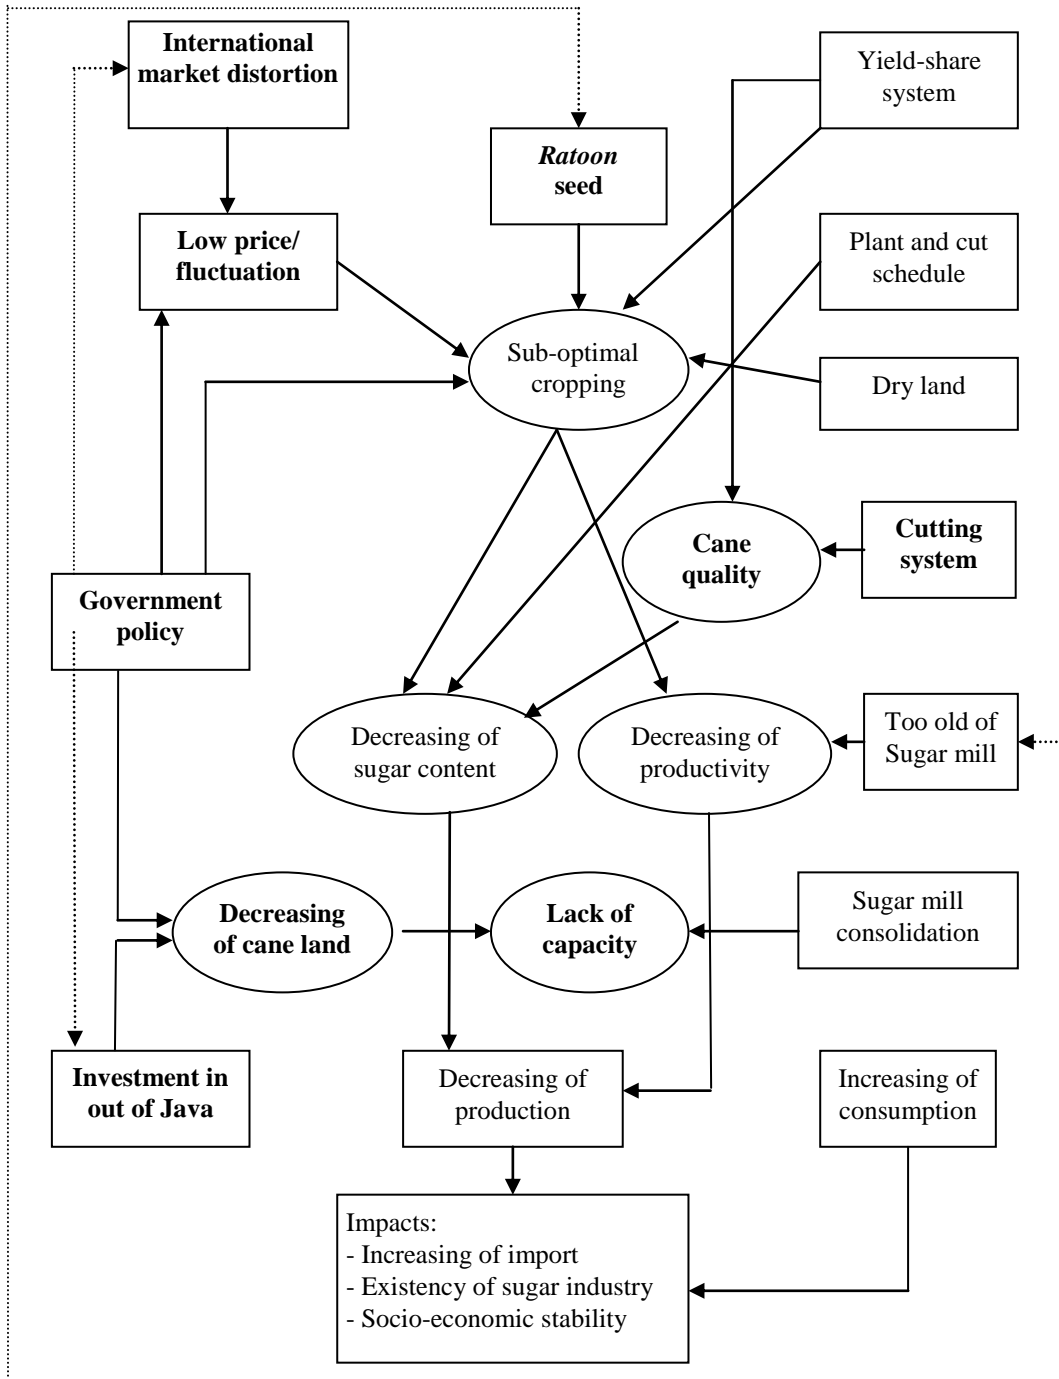 International
market distortion
Yield-share
system
Ratoon
seed
Low price/
fluctuation
Plant and cut
schedule
Sub-optimal
cropping
Dry land
Cane
quality
Cutting
system
Government
policy
Decreasing of
sugar content
Decreasing of
productivity
Too old of
Sugar mill
Decreasing
of cane land
Lack of
capacity
Sugar mill
consolidation
Investment in
out of Java
Decreasing of
production
Increasing of
consumption
Impacts:
- Increasing of import
- Existency of sugar industry
- Socio-economic stability